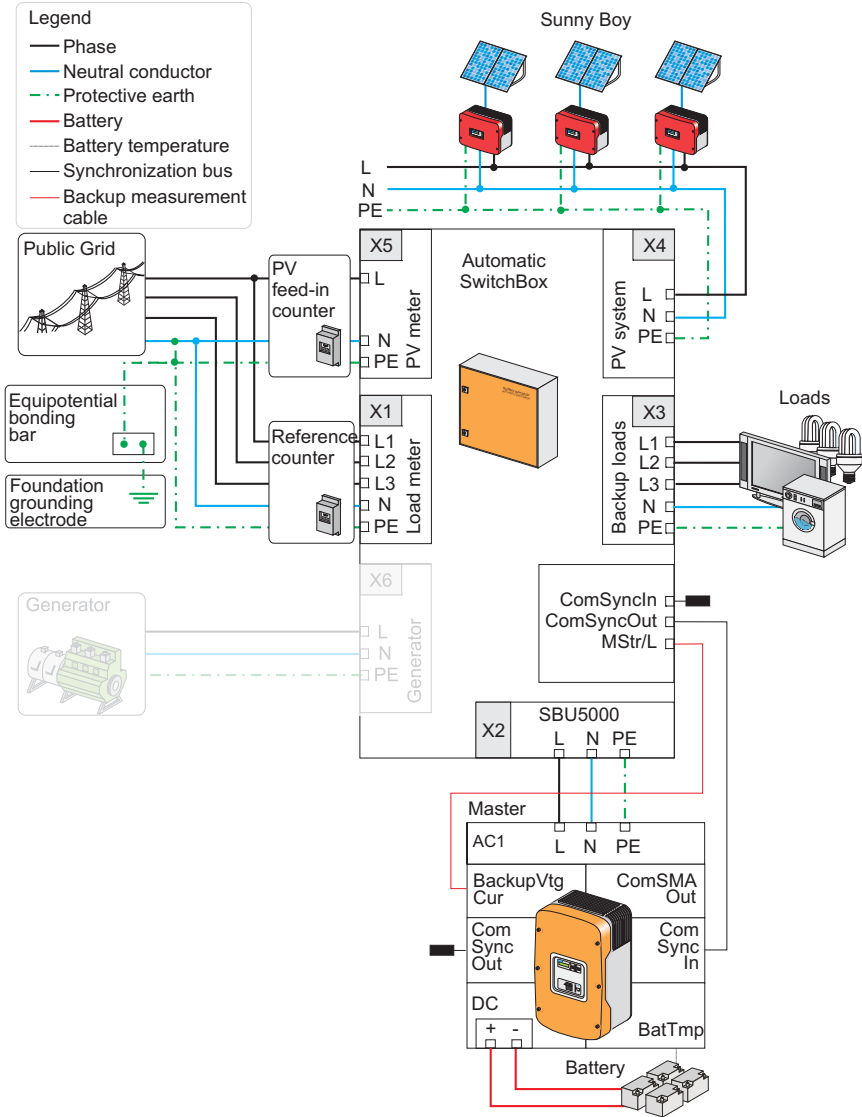 Legend
Phase
Neutral conductor
Protective earth
Battery
Battery temperature
Synchronization bus
Backup measurement
cable
Sunny Boy
L
N
PE
Public Grid
PV
feed-in
counter
X5
L
N
PE
PV meter
Automatic
SwitchBox
X4
L
N
PE
PV system
Equipotential
bonding
bar
Foundation
grounding
electrode
Reference
counter
X1
L1
L2
L3
N
PE
Load meter
X3
L1
L2
L3
N
PE
Backup loads
Loads
Generator
X6
L
N
PE
Generator
ComSyncIn
ComSyncOut
MStr/L
X2
SBU5000
L N PE
Master
AC1
L N PE
BackupVtg
Cur
ComSMA
Out
Com
Sync
Out
Com
Sync
In
DC
+ -
BatTmp
Battery